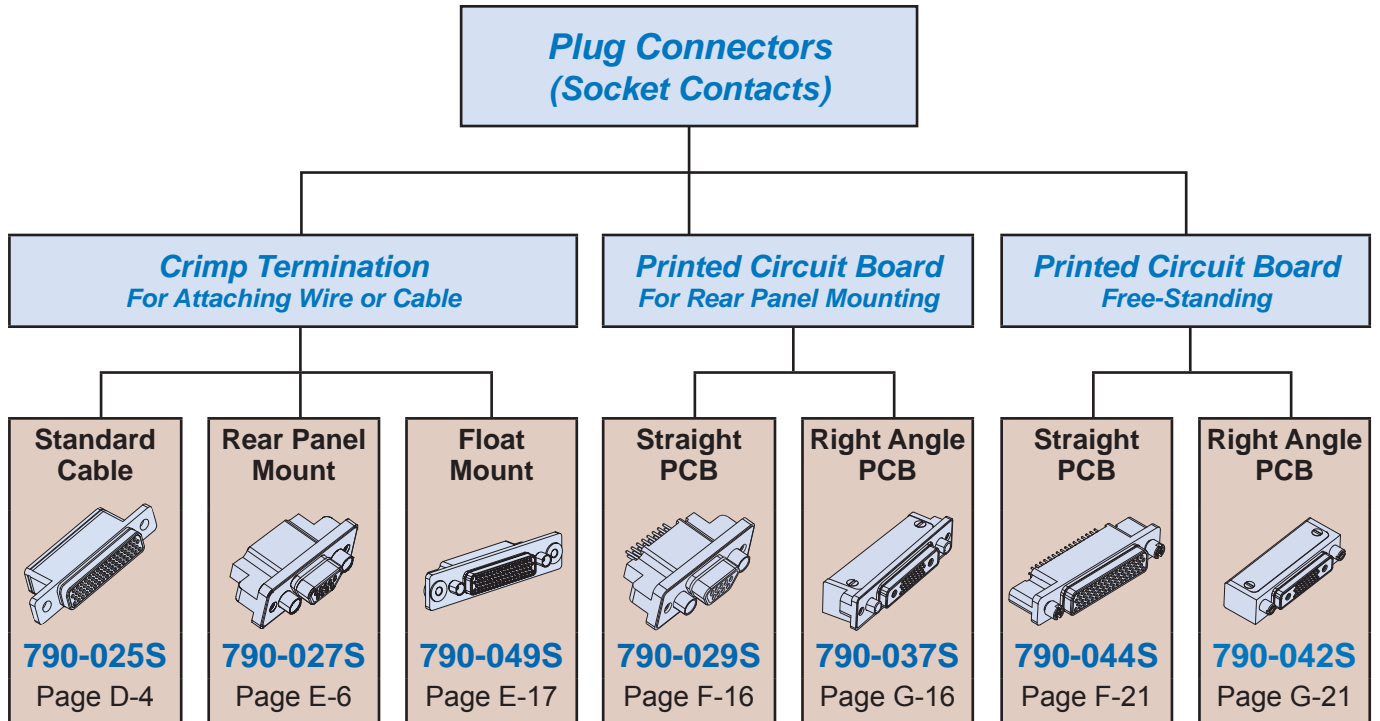 Plug Connectors
(Socket Contacts)
Crimp Termination
For Attaching Wire or Cable
Printed Circuit Board
For Rear Panel Mounting
Printed Circuit Board
Free-Standing
Standard
Cable
790-025S
Page D-4
Rear Panel
Mount
790-027S
Page E-6
Float
Mount
790-049S
Page E-17
Straight
PCB
790-029S
Page F-16
Right Angle
PCB
790-037S
Page G-16
Straight
PCB
790-044S
Page F-21
Right Angle
PCB
790-042S
Page G-21